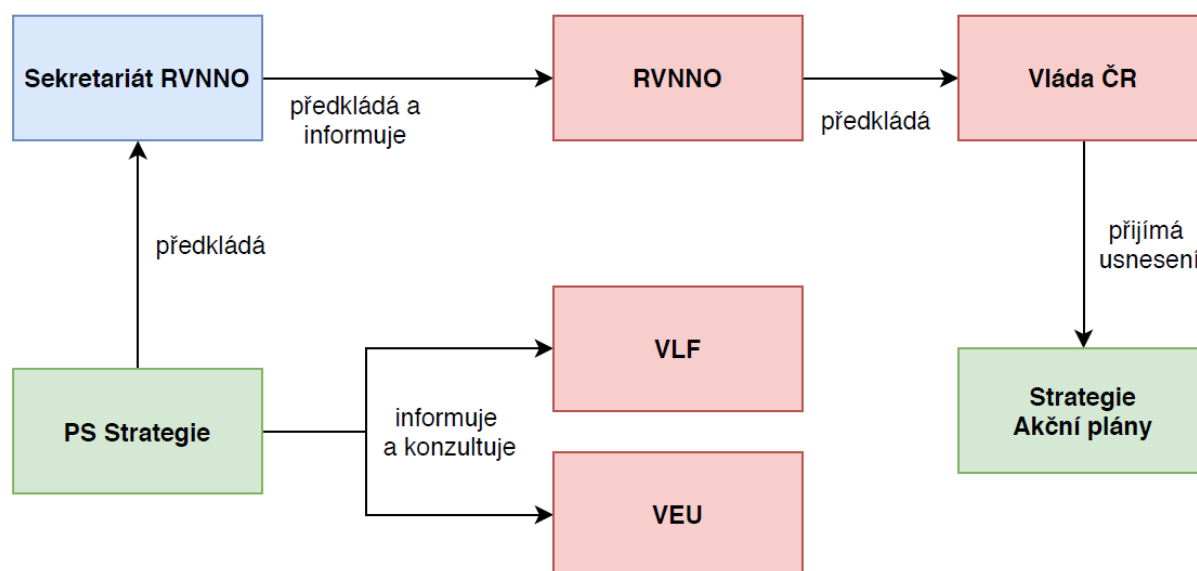 Sekretariát RVNNO
předkládá a
informuje
RVNNO
předkládá
Vláda ČR
předkládá
přijímá
usnesení
PS Strategie
informuje
a konzultuje
VLF
VEU
Strategie
Akční plány